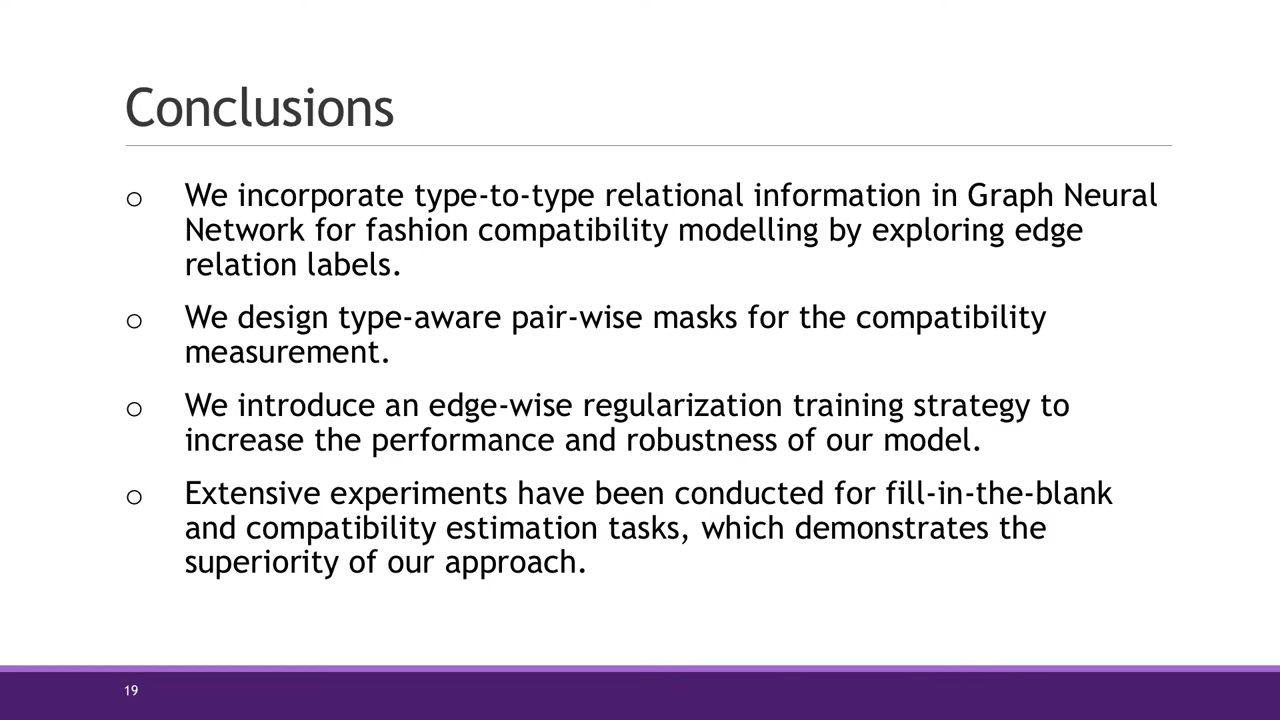 Conclusions
o We incorporate type-to-type relational information in Graph Neural
Network for fashion compatibility modelling by exploring edge
relation labels.
o We design type-aware pair-wise masks for the compatibility
measurement.
o We introduce an edge-wise regularization training strategy to
increase the performance and robustness of our model.
o Extensive experiments have been conducted for fill-in-the-blank
and compatibility estimation tasks, which demonstrates the
superiority of our approach.
19